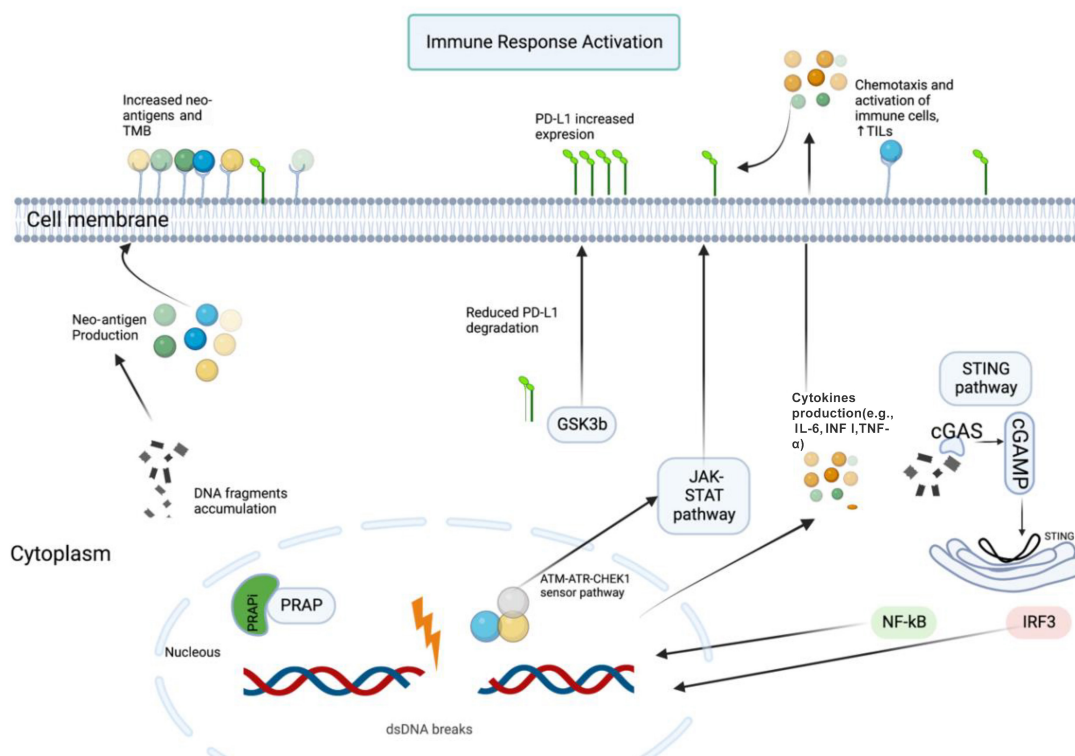 Immune Response Activation
Increased neo-
antigens and
TMB
PD-L1 increased
expresion
Chemotaxis and
activation of
immune cells,
↑TILs
Cell membrane
Neo-antigen
Production
Reduced PD-L1
degradation
GSK3b
Cytokines
production(e.g.,
IL-6,INF I,TNF-
α)
STING
pathway
cGAS
cGAMP
STING
JAK-
STAT
pathway
DNA fragments
accumulation
Cytoplasm
ATM-ATR-CHEK1
sensor pathway
PRAPi
PRAP
Nucleous
NF-kB
IRF3
dsDNA breaks